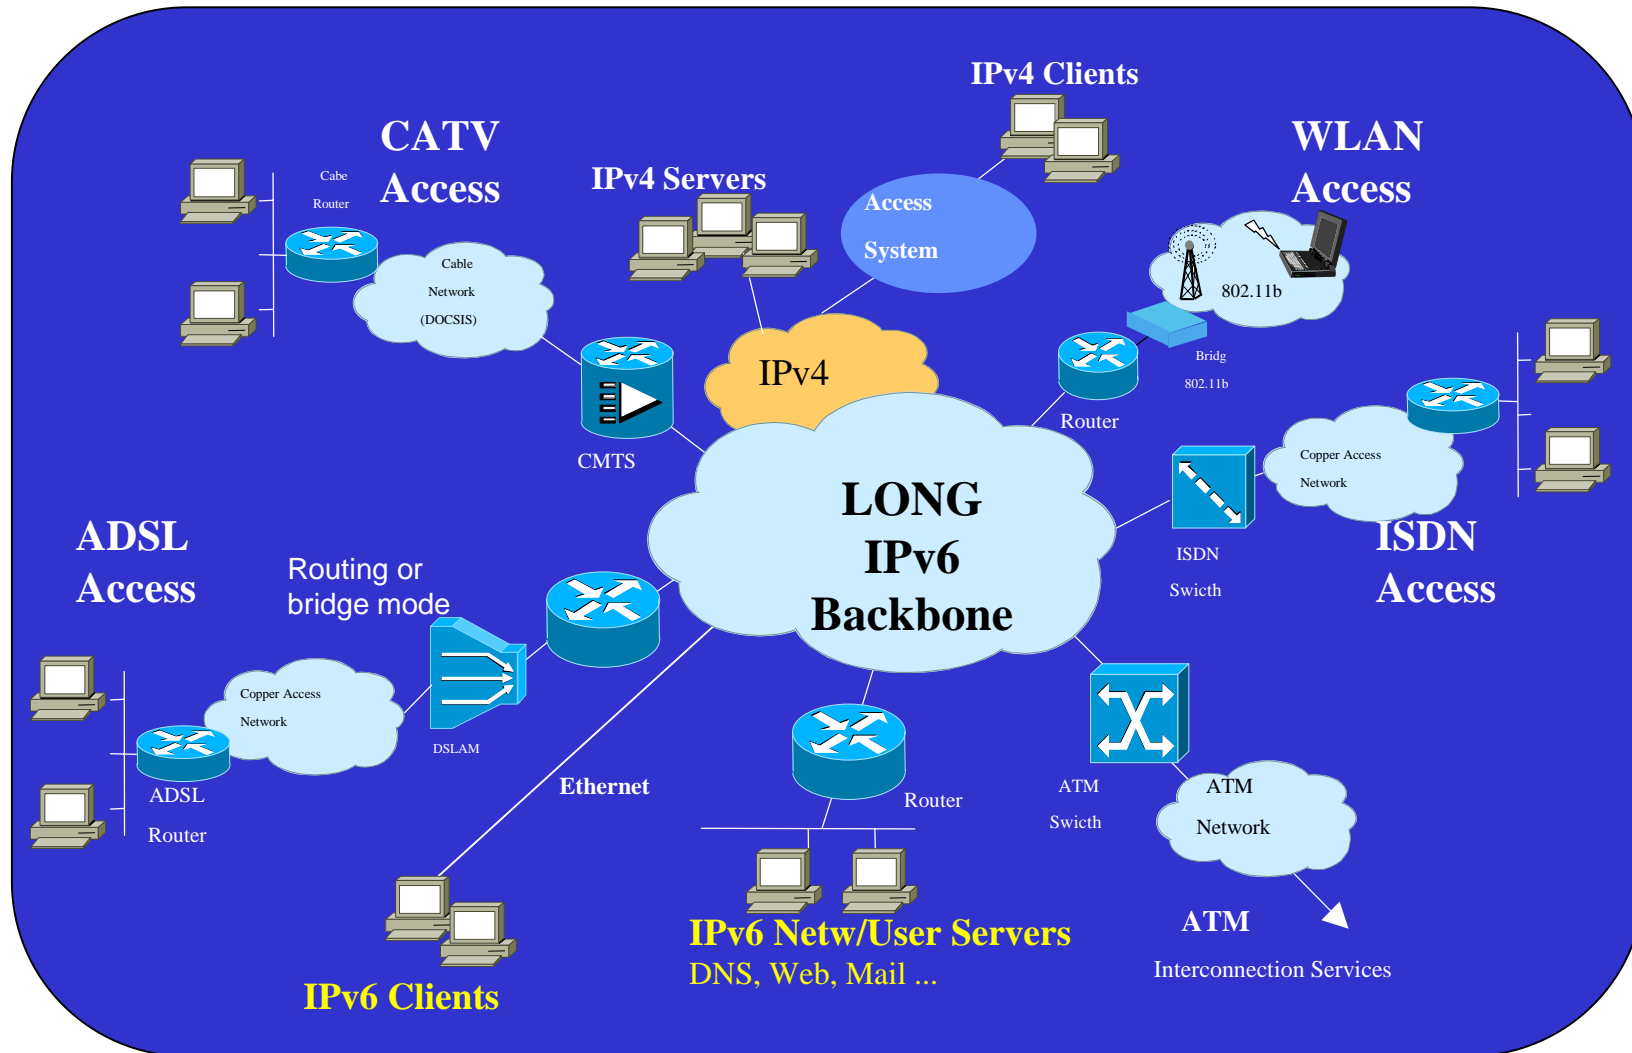 IPv4 Clients
CATV
Access
WLAN
Access
IPv4 Servers
Cabe
Router
Access
System
Cable
Network
(DOCSIS)
802.11b
IPv4
Bridg
802.11b
Router
CMTS
Copper Access
Network
LONG
IPv6
Backbone
ADSL
Access
Routing or
bridge mode
ISDN
Swicth
ISDN
Access
Copper Access
Network
DSLAM
ADSL
Router
Ethernet
Router
ATM
Swicth
ATM
Network
IPv6 Clients
IPv6 Netw/User Servers
DNS, Web, Mail ...
ATM
Interconnection Services